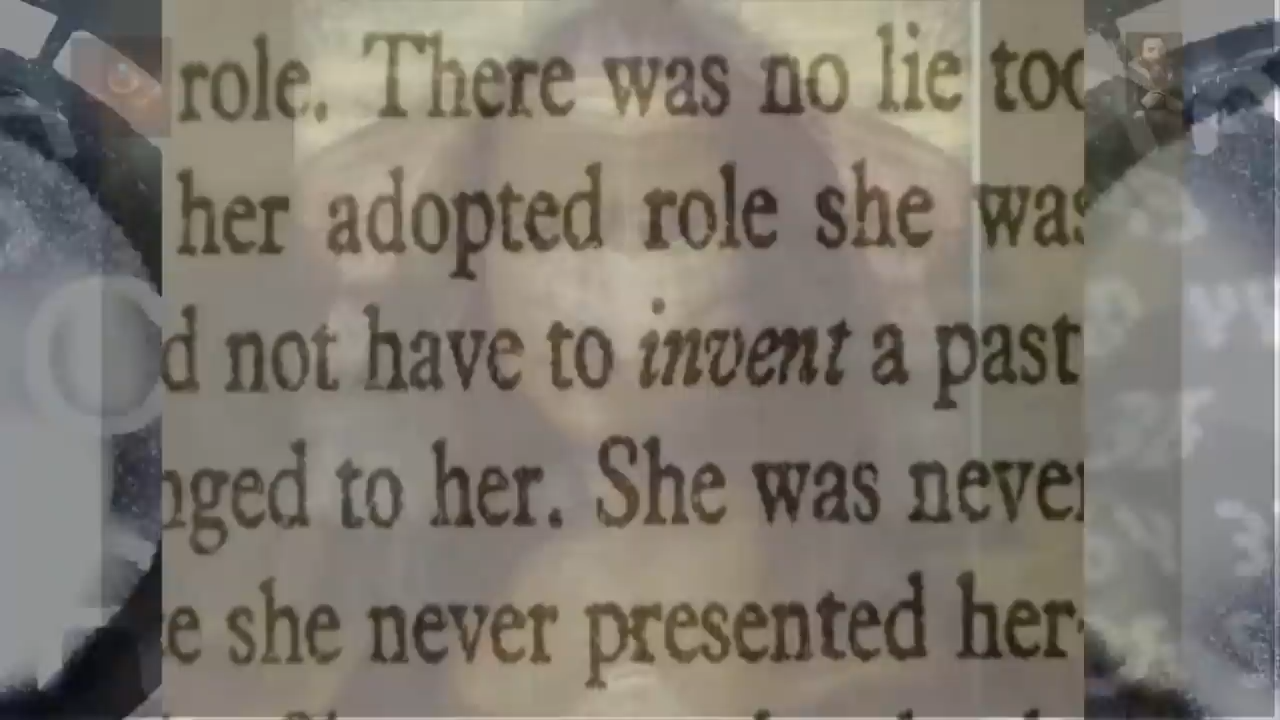 role. There was no lie too
her adopted role she was
d not have to invent a past
nged to her. She was never
e she never presented her-